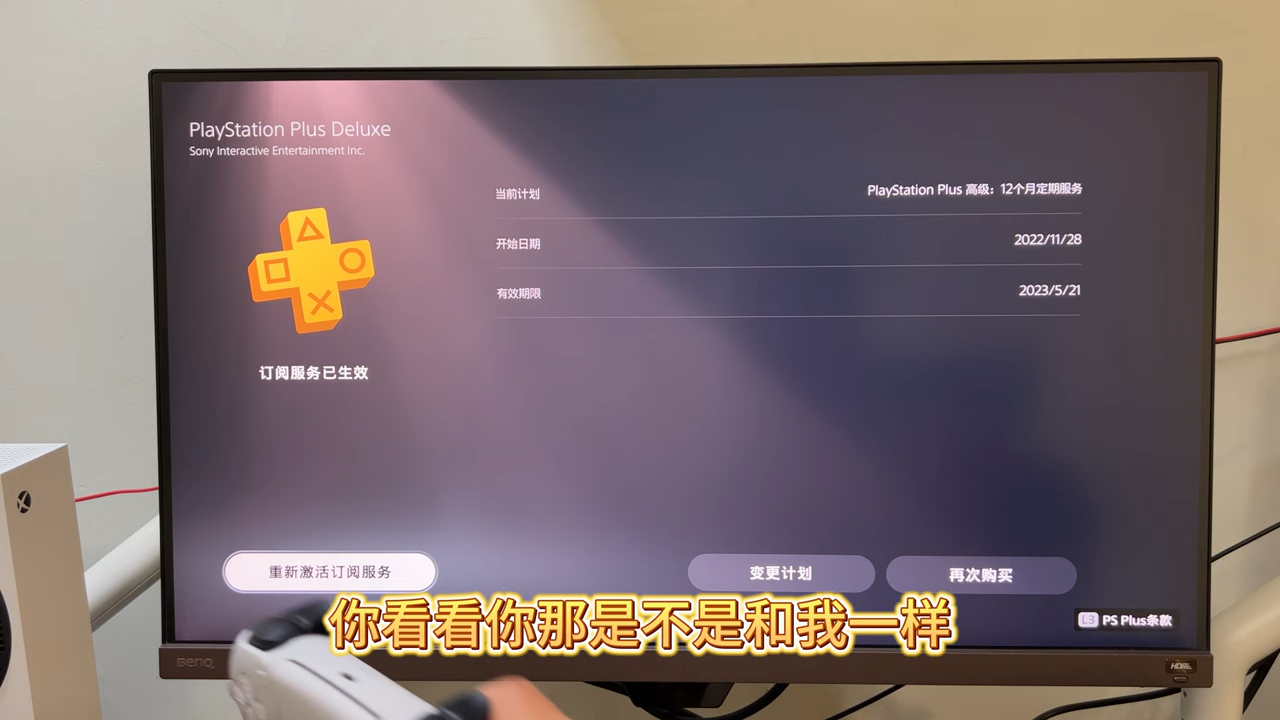 PlayStation Plus Deluxe
Sony Interactive Entertainment Inc.
当前计划
PlayStation Plus 高级：12个月定期服务
开始日期
2022/11/28
有效期限
2023/5/21
订阅服务已生效
重新激活订阅服务
变更计划
再次购买
你看看你那是不是和我一样
L3 PS Plus条款
BenQ
HDRi